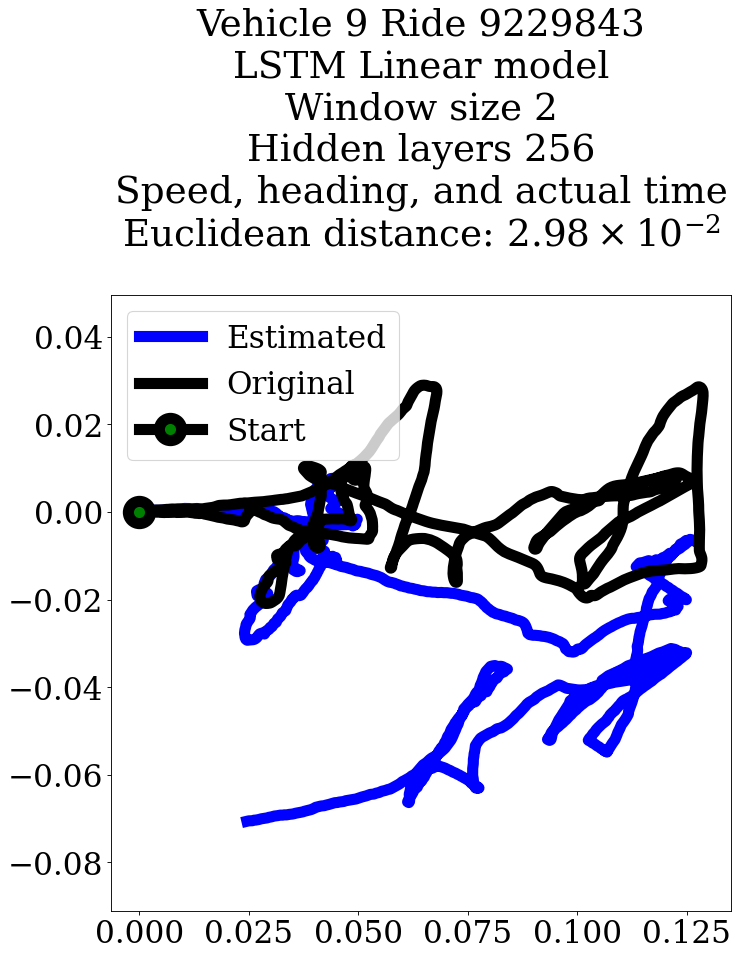 Vehicle 9 Ride 9229843
LSTM Linear model
Window size 2
Hidden layers 256
Speed, heading, and actual time
Euclidean distance: 2.98 × 10⁻²
Estimated
Original
Start
0.04
0.02
0.00
−0.02
−0.04
−0.06
−0.08
0.000 0.025 0.050 0.075 0.100 0.125